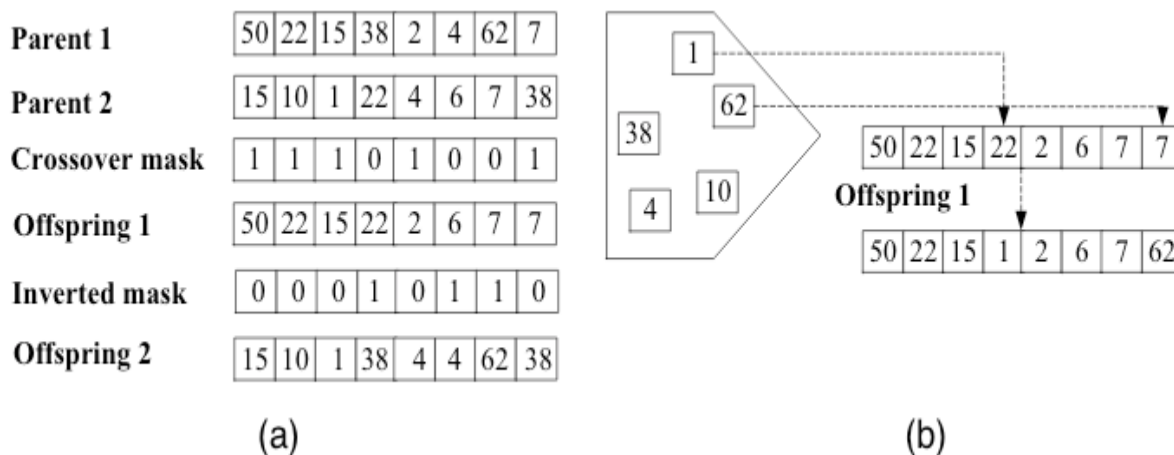 Parent 1 50 22 15 38 2 4 62 7
Parent 2 15 10 1 22 4 6 7 38
Crossover mask 1 1 1 0 1 0 0 1
Offspring 1 50 22 15 22 2 6 7 7
Inverted mask 0 0 0 1 0 1 1 0
Offspring 2 15 10 1 38 4 4 62 38
(a)
1
62
38
10
4
50 22 15 22 2 6 7 7
Offspring 1
50 22 15 1 2 6 7 62
(b)